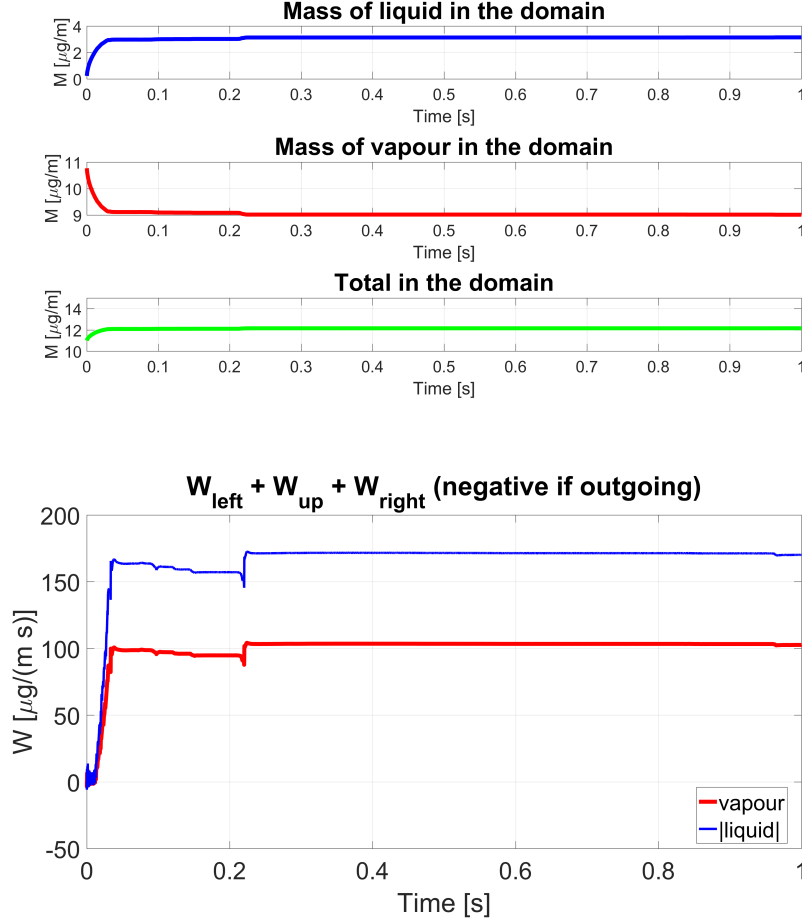 Mass of liquid in the domain
M [μg/m]
4
2
0
0 0.1 0.2 0.3 0.4 0.5 0.6 0.7 0.8 0.9 1
Time [s]
Mass of vapour in the domain
M [μg/m]
11
10
9
0 0.1 0.2 0.3 0.4 0.5 0.6 0.7 0.8 0.9 1
Time [s]
Total in the domain
M [μg/m]
14
12
10
0 0.1 0.2 0.3 0.4 0.5 0.6 0.7 0.8 0.9 1
Time [s]
W_left + W_up + W_right (negative if outgoing)
W [μg/(m s)]
200
150
100
50
0
-50
vapour
|liquid|
0 0.2 0.4 0.6 0.8 1
Time [s]